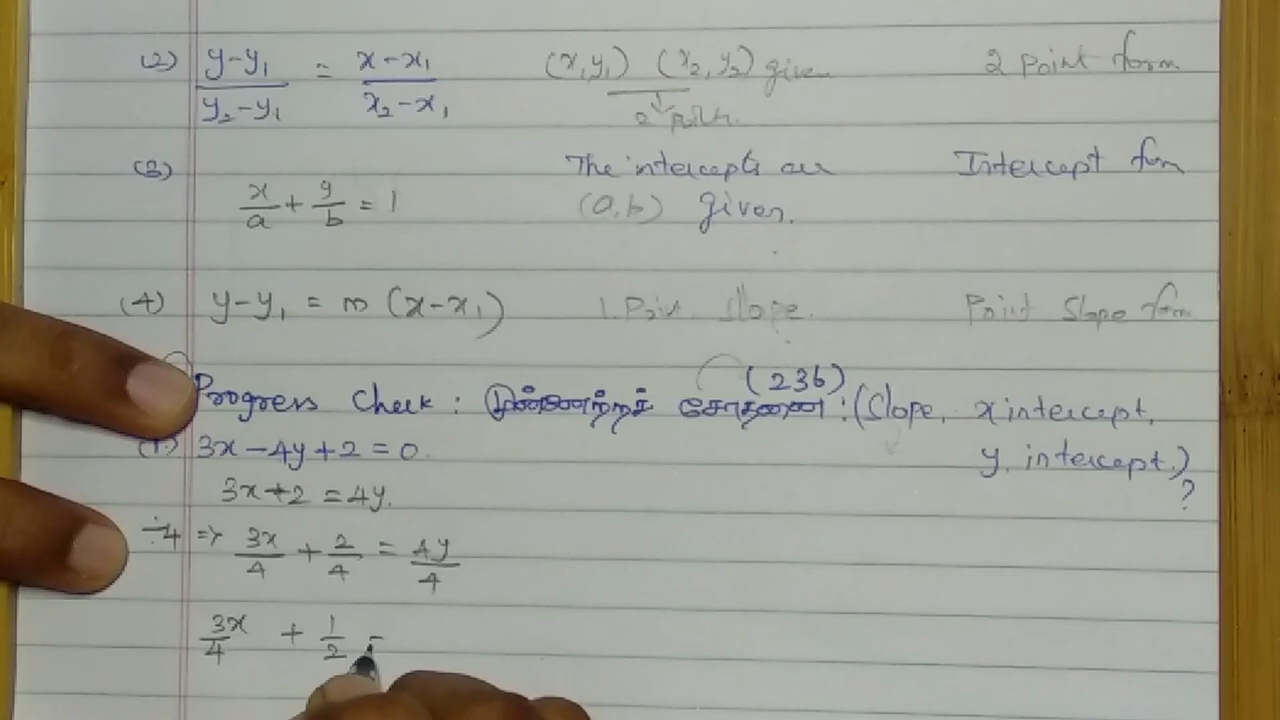 (2) y-y₁/y₂-y₁ = x-x₁/x₂-x₁ (x,y₁) (x₂,y₂) given 2 point form
2 points.
(3) x/a + y/b = 1 The intercepts are Intercept form
(a,b) given.
(4) y-y₁ = m (x-x₁) 1 Point Slope. Point Slope form
Progress Check : முன்னேற்றச் சோதனை : (236) (Slope, x intercept,
(1) 3x-4y+2 = 0. y. intercept.)
?
3x+2 = 4y.
÷4 => 3x/4 + 2/4 = 4y/4
3x/4 + 1/2 =